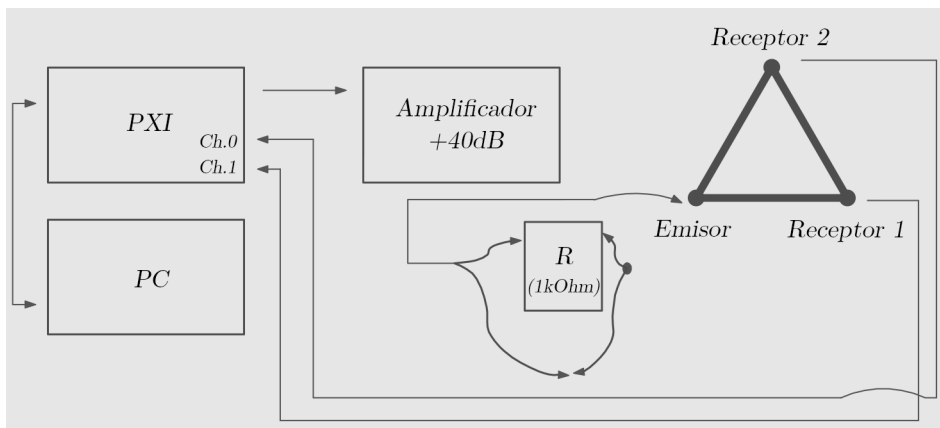 Receptor 2
PXI
Ch.0
Ch.1
Amplificador
+40dB
Emisor
Receptor 1
R
(1kOhm)
PC